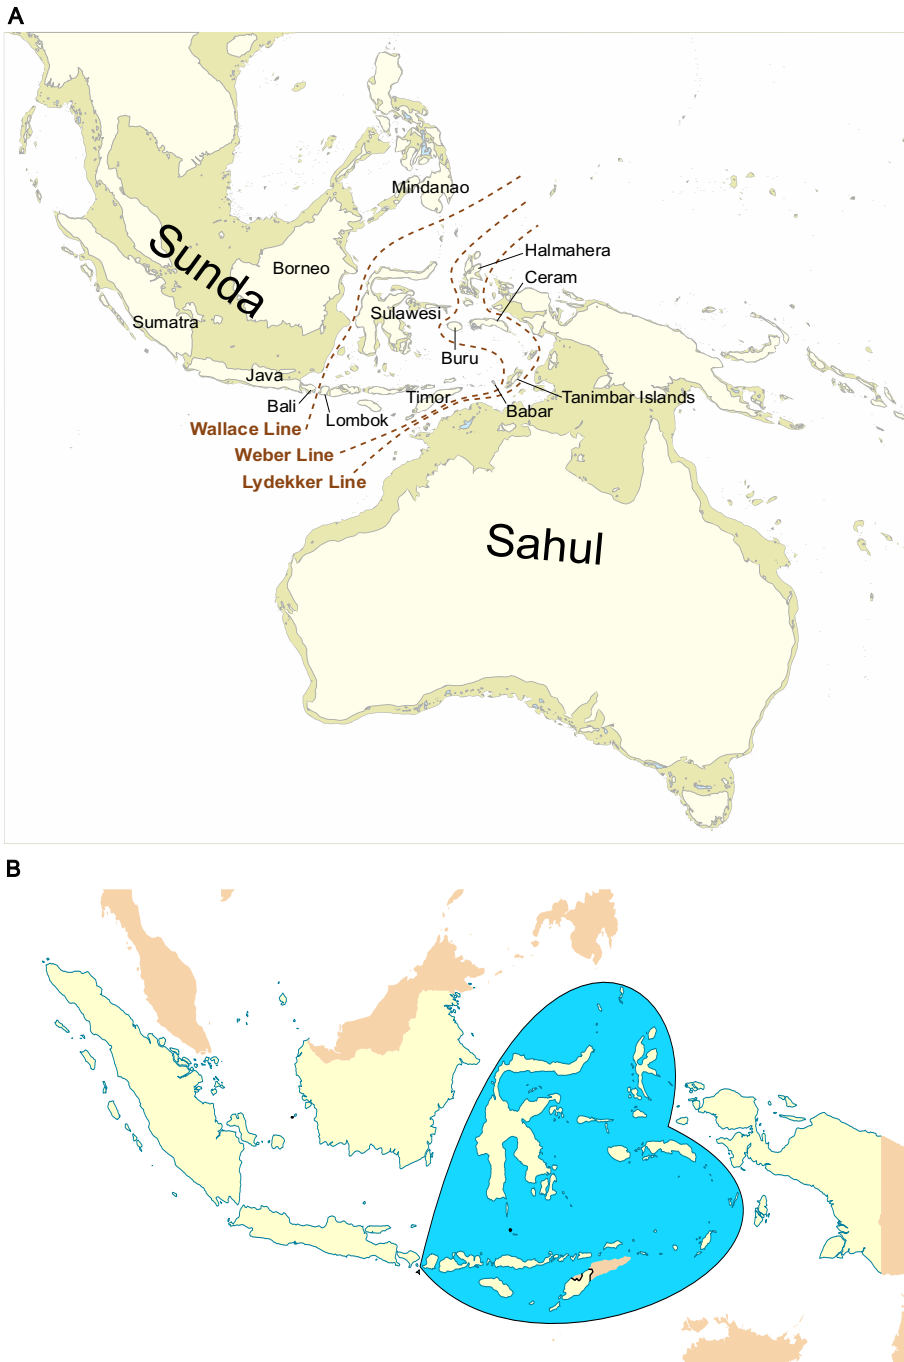 A
Mindanao
Sunda
Halmahera
Borneo
Ceram
Sulawesi
Sumatra
Buru
Java
Timor
Tanimbar Islands
Bali
Babar
Lombok
Wallace Line
Weber Line
Lydekker Line
Sahul
B